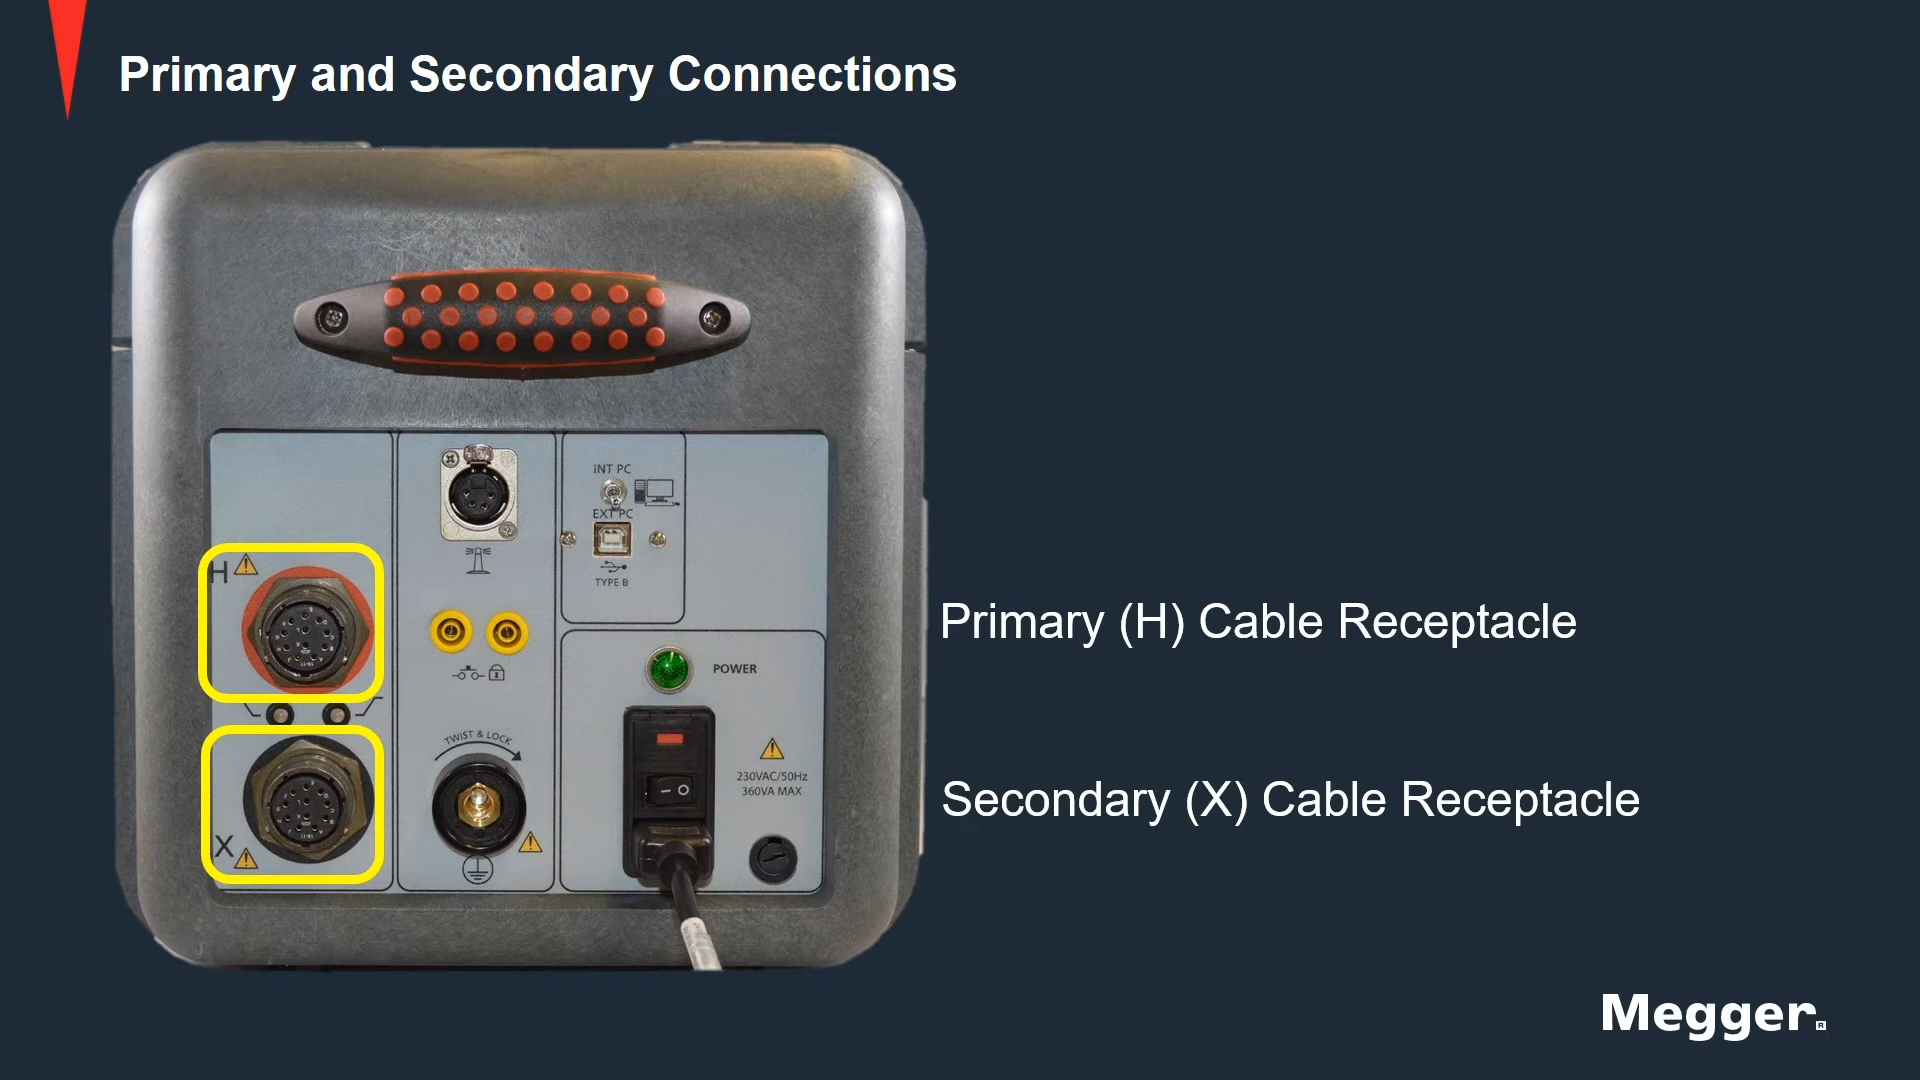 Primary and Secondary Connections
INT PC
EXT PC
TYPE B
H
POWER
TWIST & LOCK
230VAC/50Hz
360VA MAX
X
Primary (H) Cable Receptacle
Secondary (X) Cable Receptacle
Megger